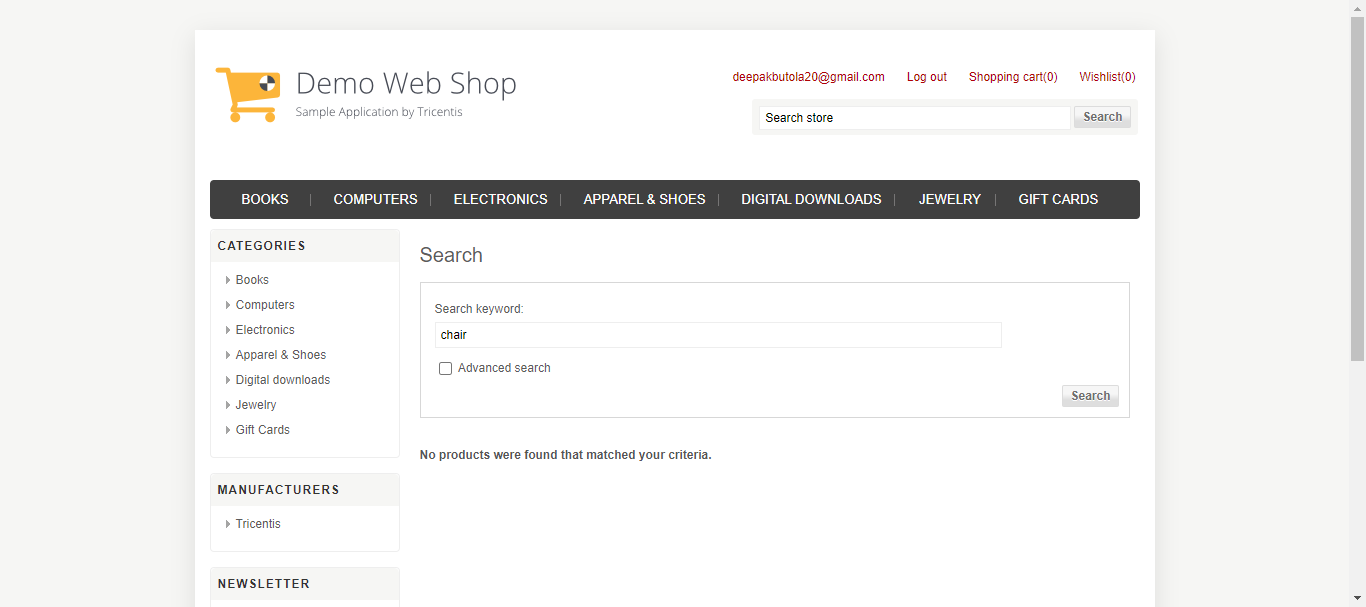 Demo Web Shop
Sample Application by Tricentis
deepakbutola20@gmail.com Log out Shopping cart(0) Wishlist(0)
Search store Search
BOOKS COMPUTERS ELECTRONICS APPAREL & SHOES DIGITAL DOWNLOADS JEWELRY GIFT CARDS
CATEGORIES
Books
Computers
Electronics
Apparel & Shoes
Digital downloads
Jewelry
Gift Cards
MANUFACTURERS
Tricentis
NEWSLETTER
Search
Search keyword:
chair
Advanced search
Search
No products were found that matched your criteria.